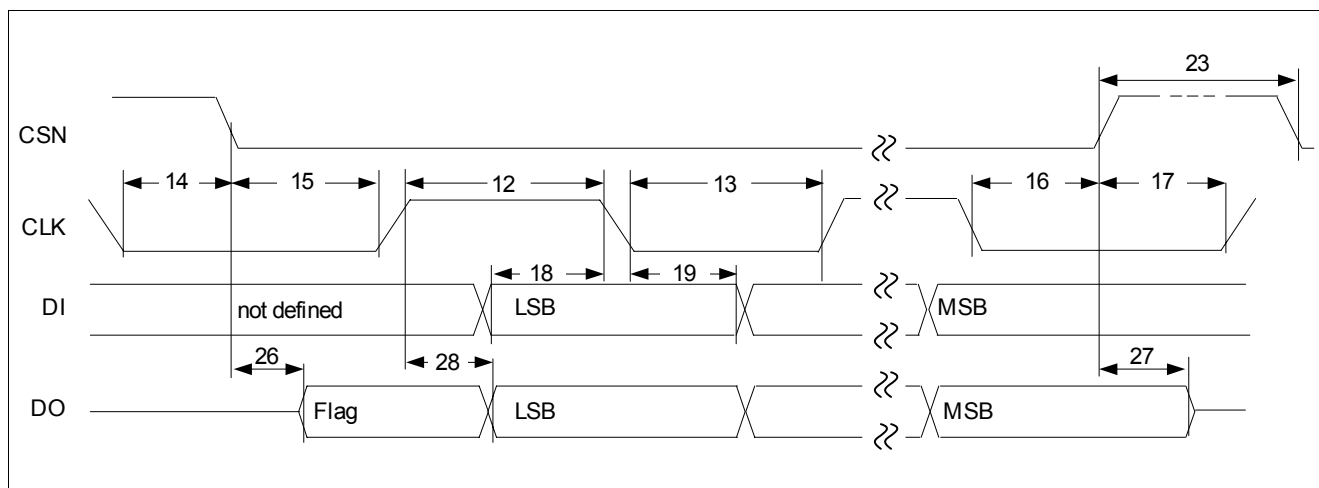 23
CSN
14 15 12 13 16 17
CLK
18 19
DI not defined LSB MSB
26 28 27
DO Flag LSB MSB